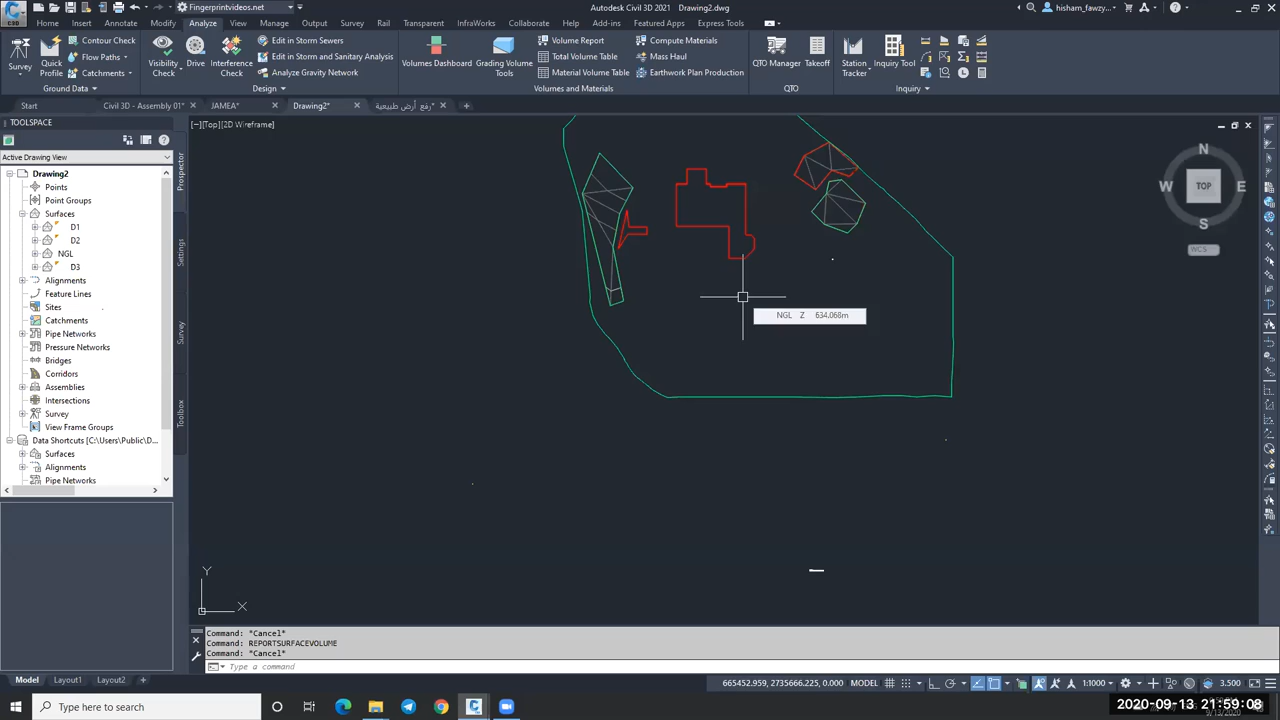 C3D
Fingerprintvideos.net
Share
Autodesk Civil 3D 2021 Drawing2.dwg
hisham_fawzy...
Home
Insert
Annotate
Modify
Analyze
View
Manage
Output
Survey
Rail
Transparent
InfraWorks
Collaborate
Help
Add-ins
Featured Apps
Express Tools
Survey
Quick
Profile
Contour Check
Flow Paths
Catchments
Ground Data
Visibility
Check
Drive
Interference
Check
Edit in Storm Sewers
Edit in Storm and Sanitary Analysis
Analyze Gravity Network
Design
Volumes Dashboard
Grading Volume
Tools
Volume Report
Total Volume Table
Material Volume Table
Compute Materials
Mass Haul
Earthwork Plan Production
Volumes and Materials
QTO Manager
Takeoff
QTO
Station
Tracker
Inquiry Tool
Inquiry
Start
Civil 3D - Assembly 01*
JAMEA*
Drawing2*
رفع أرض طبيعية*
TOOLSPACE
Active Drawing View
Drawing2
Points
Point Groups
Surfaces
D1
D2
NGL
D3
Alignments
Feature Lines
Sites
Catchments
Pipe Networks
Pressure Networks
Bridges
Corridors
Assemblies
Intersections
Survey
View Frame Groups
Data Shortcuts [C:\Users\Public\D...
Surfaces
Alignments
Pipe Networks
Prospector
Settings
Survey
Toolbox
[−][Top][2D Wireframe]
N
W
TOP
E
S
WCS
NGL Z 634.068m
Y
X
Command: *Cancel*
Command: REPORTSURFACEVOLUME
Command: *Cancel*
Type a command
Model
Layout1
Layout2
665452.959, 2735666.225, 0.000
MODEL
1:1000
3.500
Type here to search
2020-09-13 21:59:08